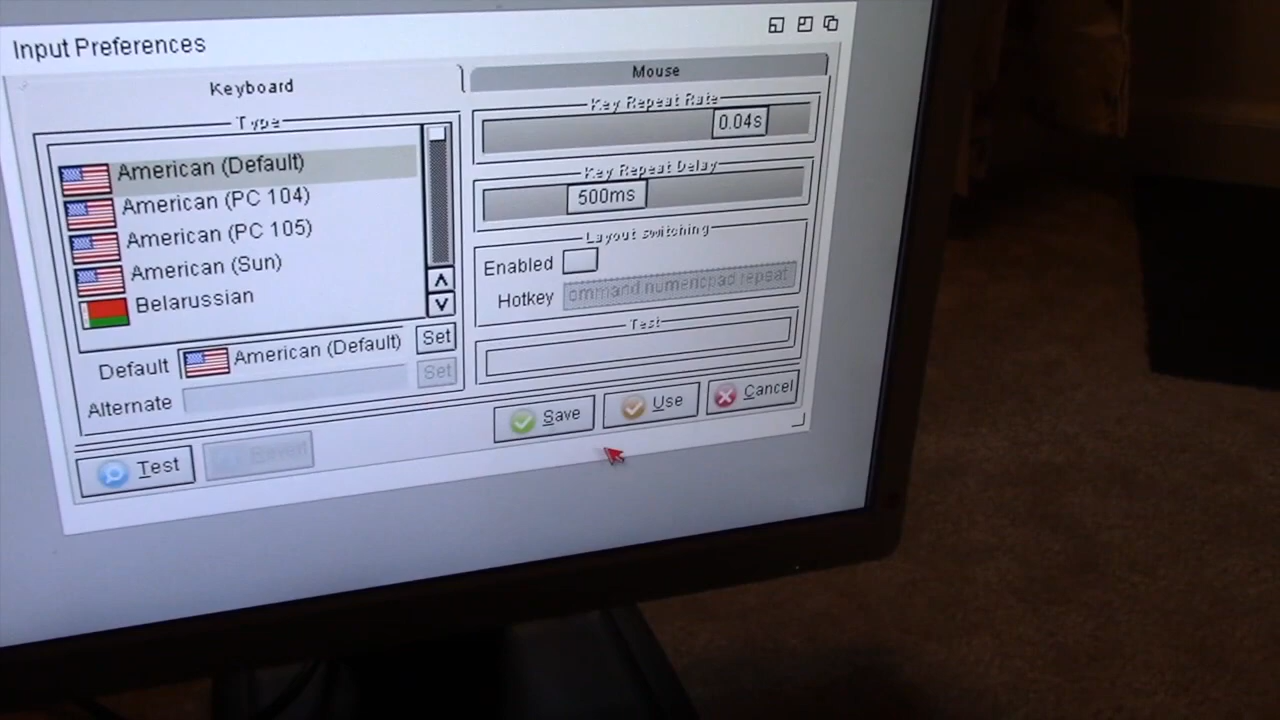 Input Preferences
Keyboard
Mouse
Type
American (Default)
American (PC 104)
American (PC 105)
American (Sun)
Belarussian
Default American (Default) Set
Alternate Set
Key Repeat Rate
0.04s
Key Repeat Delay
500ms
Layout switching
Enabled
Hotkey ommand numericpad repeat
Test
Test Revert Save Use Cancel